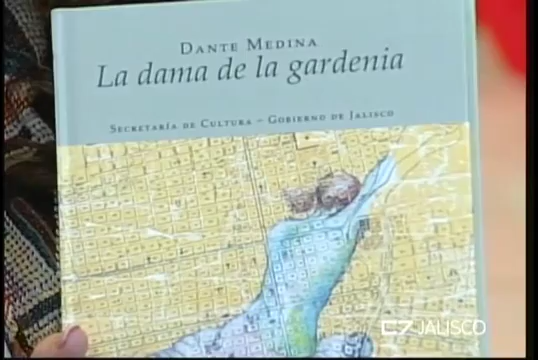 DANTE MEDINA
La dama de la gardenia
SECRETARÍA DE CULTURA – GOBIERNO DE JALISCO
C7 JALISCO